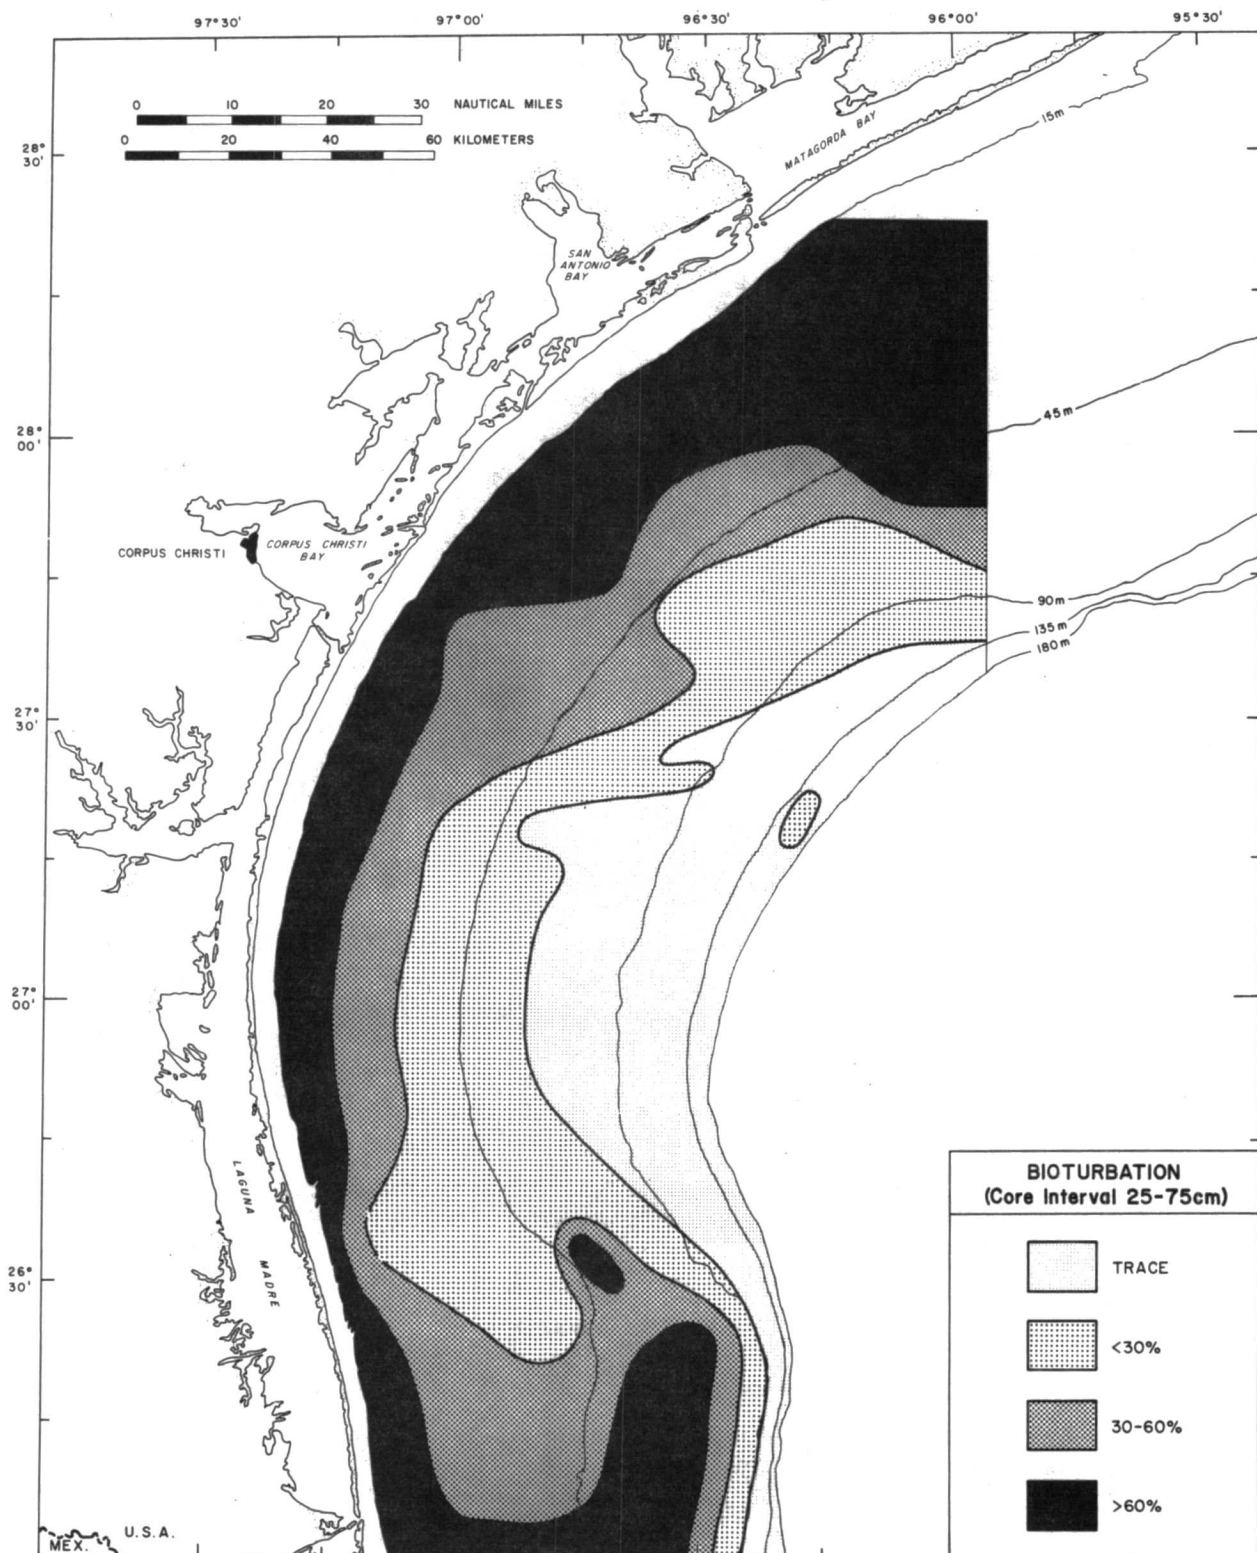 97°30'
97°00'
96°30'
96°00'
95°30'
0 10 20 30 NAUTICAL MILES
0 20 40 60 KILOMETERS
28°
30'
MATAGORDA BAY
15m
SAN
ANTONIO
BAY
45m
28
00'
CORPUS CHRISTI
CORPUS CHRISTI
BAY
90m
135m
180m
27°
30'
27°
00'
LAGUNA
MADRE
26°
30'
BIOTURBATION
(Core Interval 25-75cm)
TRACE
<30%
30-60%
>60%
U.S.A.
MEX.